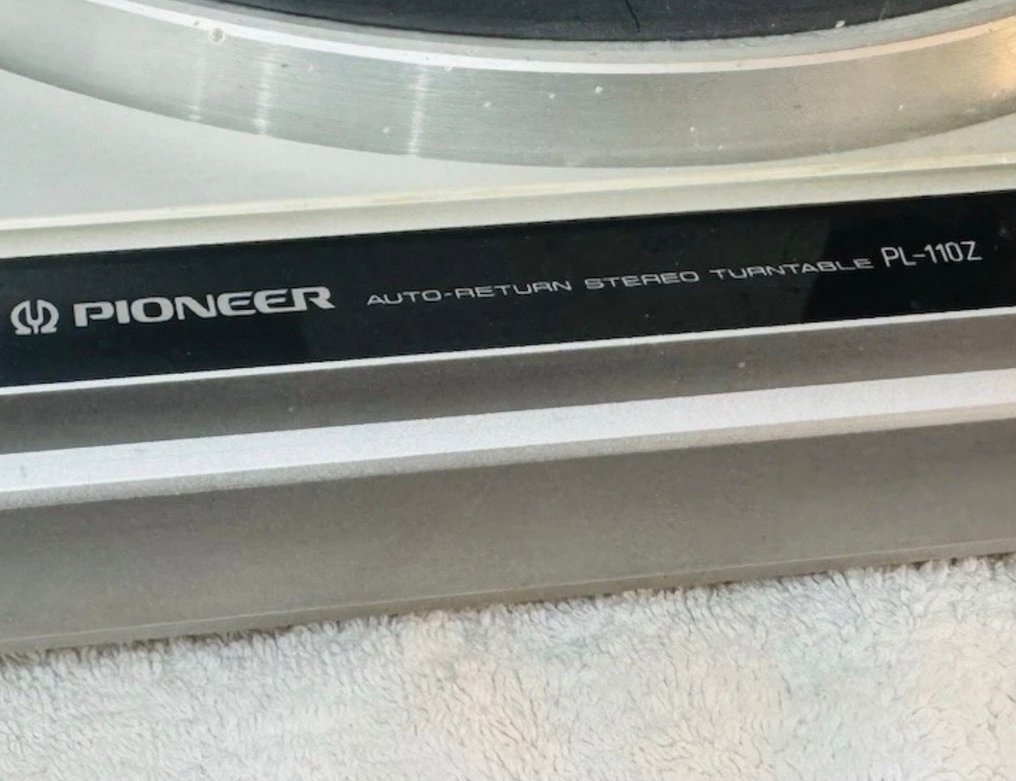 PIONEER AUTO-RETURN STEREO TURNTABLE PL-110Z